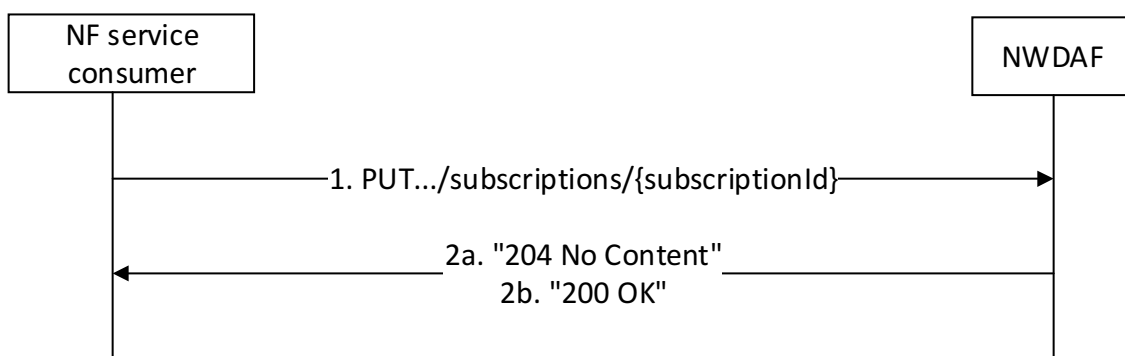 NF service
consumer
NWDAF
1. PUT.../subscriptions/{subscriptionId}
2a. "204 No Content"
2b. "200 OK"